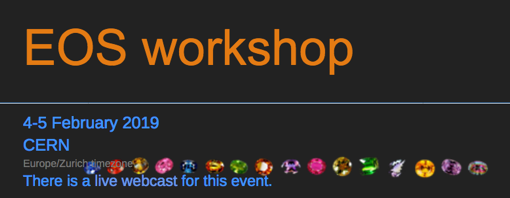 EOS workshop
4-5 February 2019
CERN
Europe/Zurich timezone
There is a live webcast for this event.